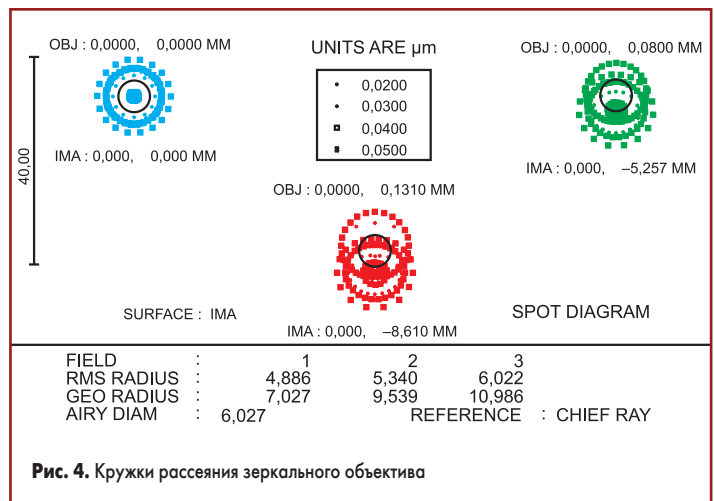 OBJ : 0,0000, 0,0000 MM
UNITS ARE µm
OBJ : 0,0000, 0,0800 MM
0,0200
0,0300
0,0400
0,0500
40,00
IMA : 0,000, 0,000 MM
IMA : 0,000, –5,257 MM
OBJ : 0,0000, 0,1310 MM
SURFACE : IMA
SPOT DIAGRAM
IMA : 0,000, –8,610 MM
FIELD : 1 2 3
RMS RADIUS : 4,886 5,340 6,022
GEO RADIUS : 7,027 9,539 10,986
AIRY DIAM : 6,027 REFERENCE : CHIEF RAY
Рис. 4. Кружки рассеяния зеркального объектива